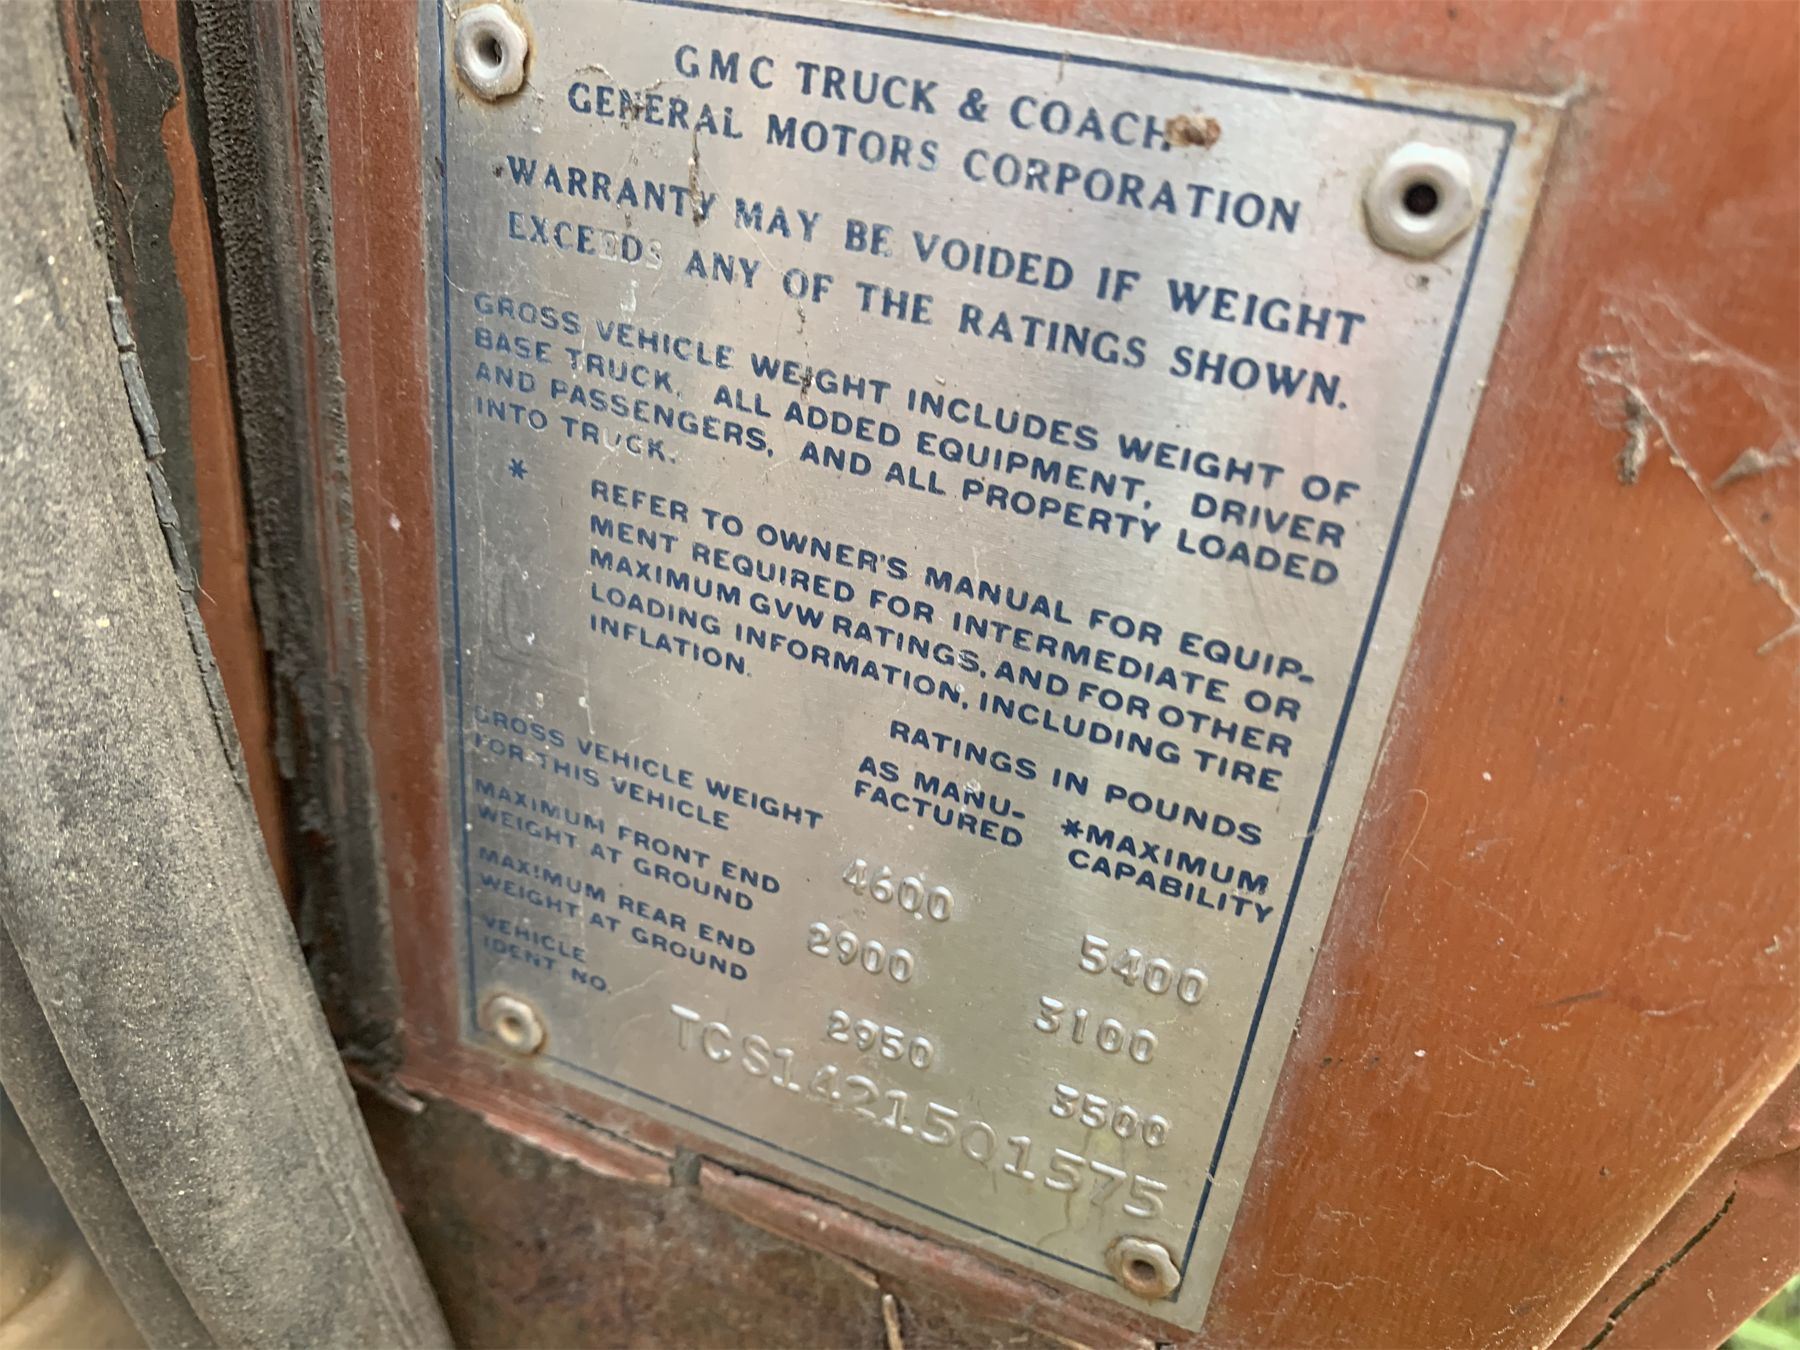 GMC TRUCK & COACH
GENERAL MOTORS CORPORATION
WARRANTY MAY BE VOIDED IF WEIGHT
EXCEEDS ANY OF THE RATINGS SHOWN.
GROSS VEHICLE WEIGHT INCLUDES WEIGHT OF
BASE TRUCK, ALL ADDED EQUIPMENT, DRIVER
AND PASSENGERS, AND ALL PROPERTY LOADED
INTO TRUCK.
* REFER TO OWNER'S MANUAL FOR EQUIP-
MENT REQUIRED FOR INTERMEDIATE OR
MAXIMUM GVW RATINGS, AND FOR OTHER
LOADING INFORMATION, INCLUDING TIRE
INFLATION.
RATINGS IN POUNDS
AS MANU-
FACTURED
*MAXIMUM
CAPABILITY
GROSS VEHICLE WEIGHT
FOR THIS VEHICLE 4600 5400
MAXIMUM FRONT END
WEIGHT AT GROUND 2900 3100
MAXIMUM REAR END
WEIGHT AT GROUND 2950 3500
VEHICLE
IDENT NO. TCS1421501575